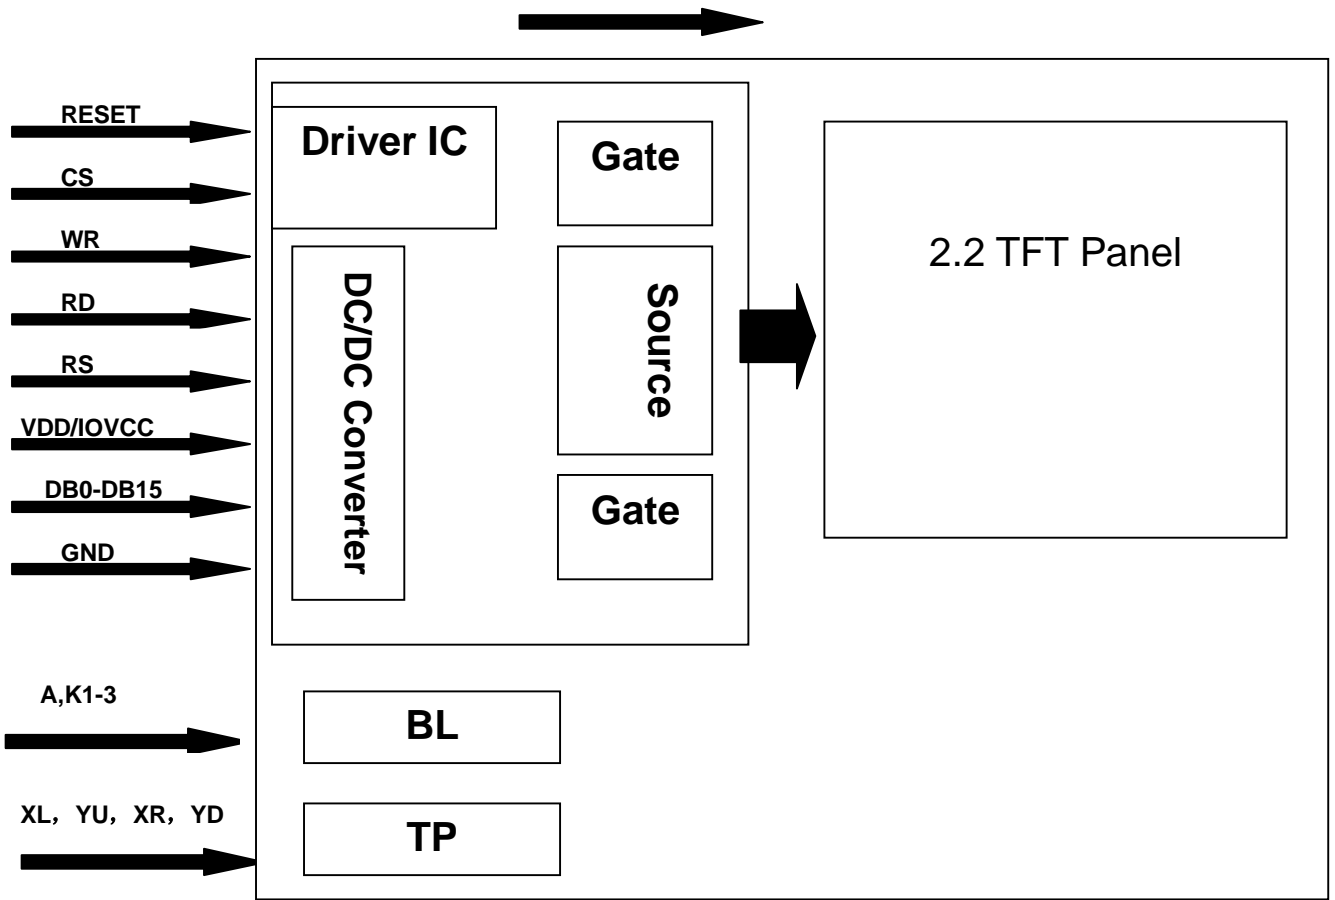 RESET
CS
WR
RD
RS
VDD/IOVCC
DB0-DB15
GND
A,K1-3
XL，YU，XR，YD
Driver IC
DC/DC Converter
Gate
Source
Gate
2.2 TFT Panel
BL
TP